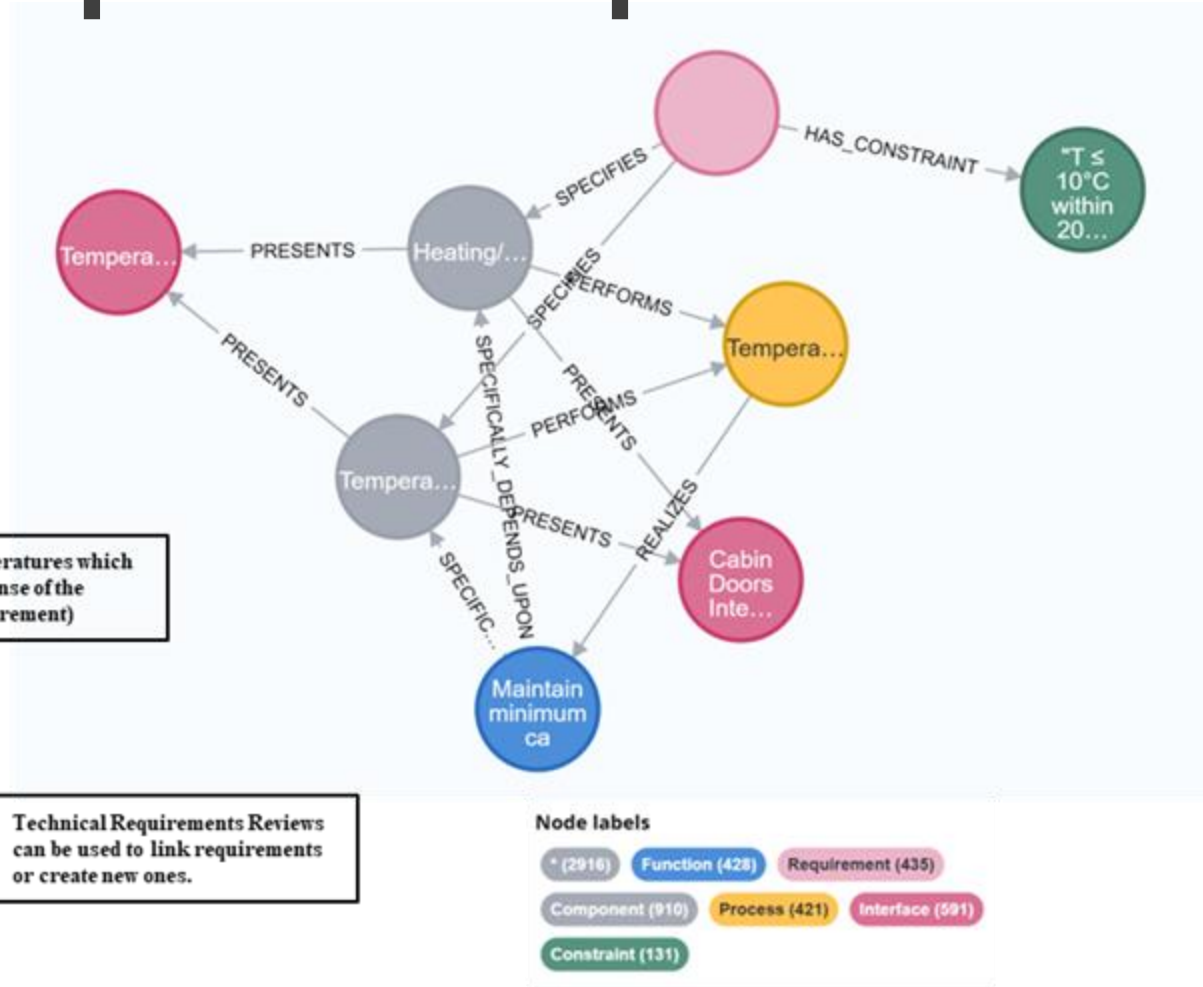 HAS_CONSTRAINT
"T ≤
10°C
within
20...
SPECIFIES
Tempera...
PRESENTS
Heating/...
SPECIFIES
PERFORMS
Tempera...
PRESENTS
SPECIFICALLY_DEPENDS_UPON
PRESENTS
PERFORMS
Tempera...
PRESENTS
REALIZES
Cabin
Doors
Inte...
SPECIFIC...
eratures which
nse of the
rement)
Maintain
minimum
ca
Technical Requirements Reviews
can be used to link requirements
or create new ones.
Node labels
* (2916) Function (428) Requirement (435)
Component (910) Process (421) Interface (591)
Constraint (131)